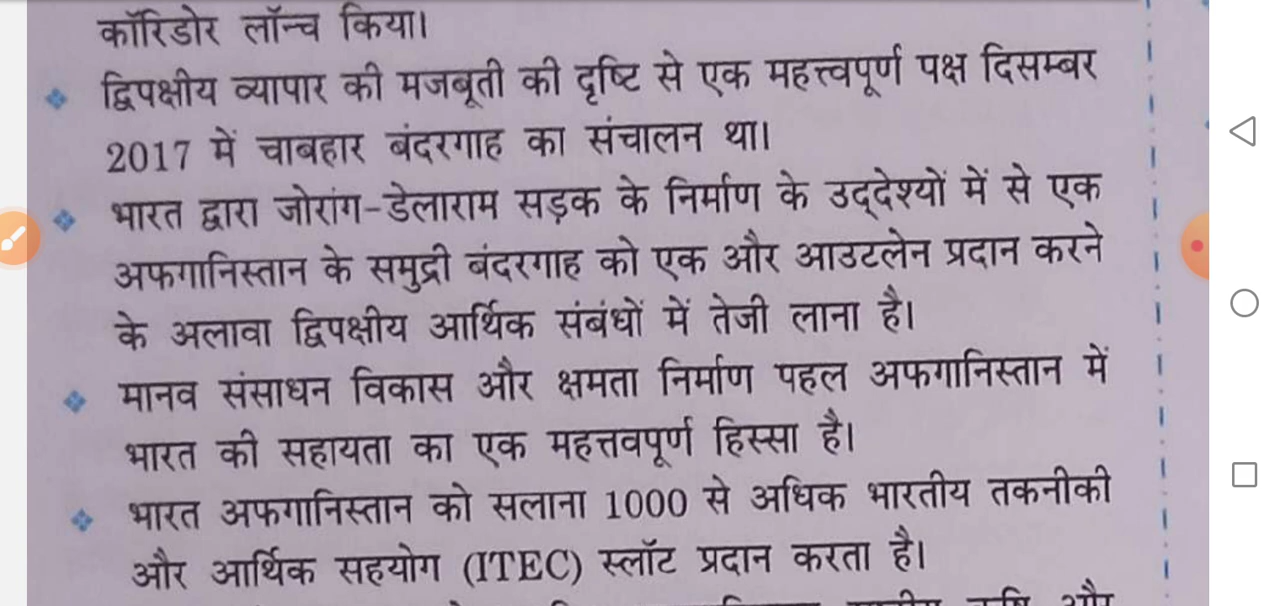 कॉरिडोर लॉन्च किया।
द्विपक्षीय व्यापार की मजबूती की दृष्टि से एक महत्त्वपूर्ण पक्ष दिसम्बर
2017 में चाबहार बंदरगाह का संचालन था।
भारत द्वारा जोरांग-डेलाराम सड़क के निर्माण के उद्देश्यों में से एक
अफगानिस्तान के समुद्री बंदरगाह को एक और आउटलेन प्रदान करने
के अलावा द्विपक्षीय आर्थिक संबंधों में तेजी लाना है।
मानव संसाधन विकास और क्षमता निर्माण पहल अफगानिस्तान में
भारत की सहायता का एक महत्तवपूर्ण हिस्सा है।
भारत अफगानिस्तान को सलाना 1000 से अधिक भारतीय तकनीकी
और आर्थिक सहयोग (ITEC) स्लॉट प्रदान करता है।
और